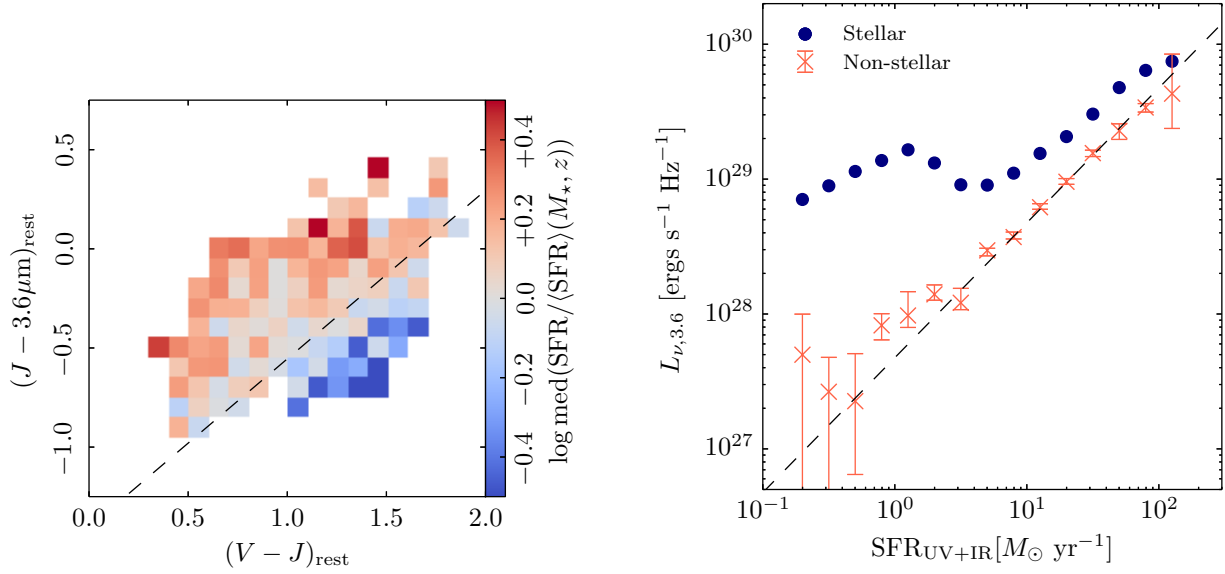 0.5
0.0
−0.5
−1.0
(J − 3.6μm)rest
0.0 0.5 1.0 1.5 2.0
(V − J)rest
+0.4
+0.2
0.0
−0.2
−0.4
log med(SFR/⟨SFR⟩(M⋆, z))
Stellar
Non-stellar
10^30
10^29
10^28
10^27
Lν,3.6 [ergs s^−1 Hz^−1]
10^−1 10^0 10^1 10^2
SFR_UV+IR[M⊙ yr^−1]